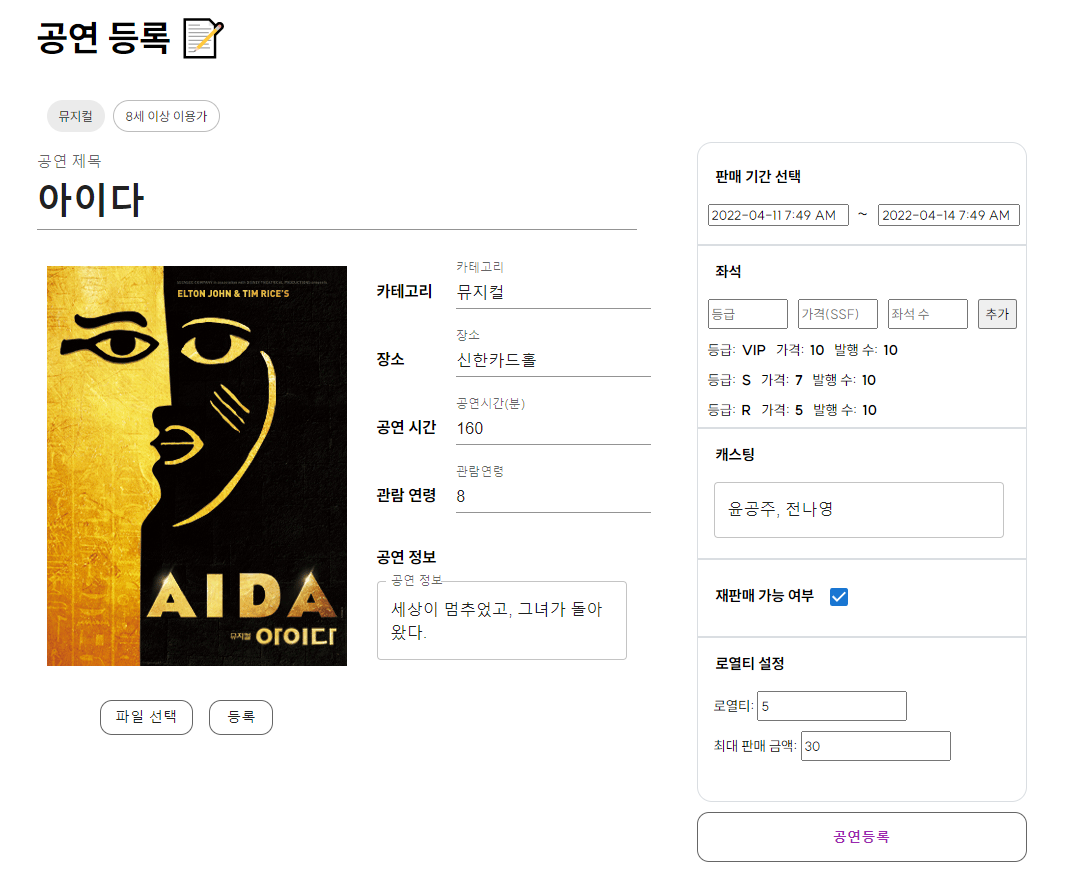 공연 등록
뮤지컬
8세 이상 이용가
공연 제목
아이다
ELTON JOHN & TIM RICE'S
AIDA
뮤지컬 아이다
파일 선택
등록
카테고리
카테고리
뮤지컬
장소
장소
신한카드홀
공연시간(분)
공연 시간
160
관람연령
관람 연령
8
공연 정보
공연 정보
세상이 멈추었고, 그녀가 돌아
왔다.
판매 기간 선택
2022-04-11 7:49 AM ~ 2022-04-14 7:49 AM
좌석
등급 가격(SSF) 좌석 수 추가
등급: VIP 가격: 10 발행 수: 10
등급: S 가격: 7 발행 수: 10
등급: R 가격: 5 발행 수: 10
캐스팅
윤공주, 전나영
재판매 가능 여부
로열티 설정
로열티: 5
최대 판매 금액: 30
공연등록